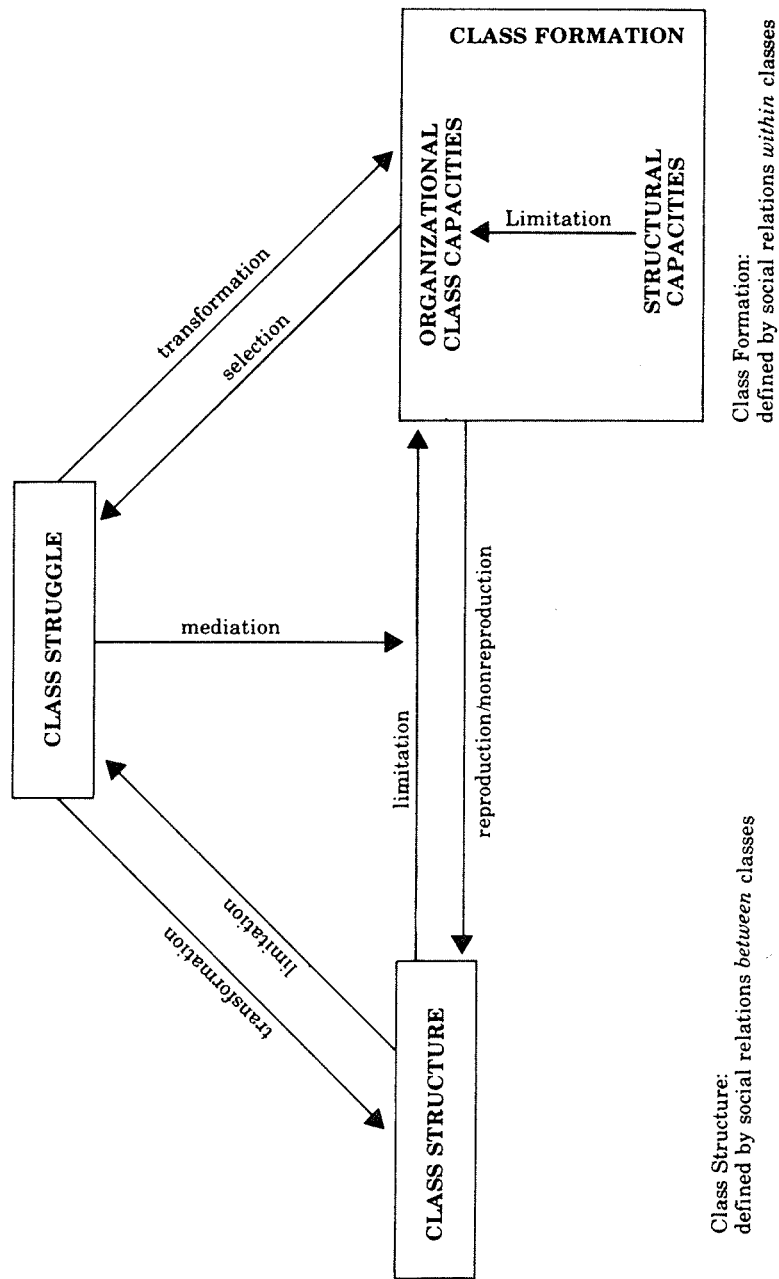 CLASS STRUGGLE
transformation
limitation
mediation
transformation
selection
CLASS STRUCTURE
limitation
reproduction/nonreproduction
CLASS FORMATION
ORGANIZATIONAL
CLASS CAPACITIES
Limitation
STRUCTURAL
CAPACITIES
Class Structure:
defined by social relations between classes
Class Formation:
defined by social relations within classes